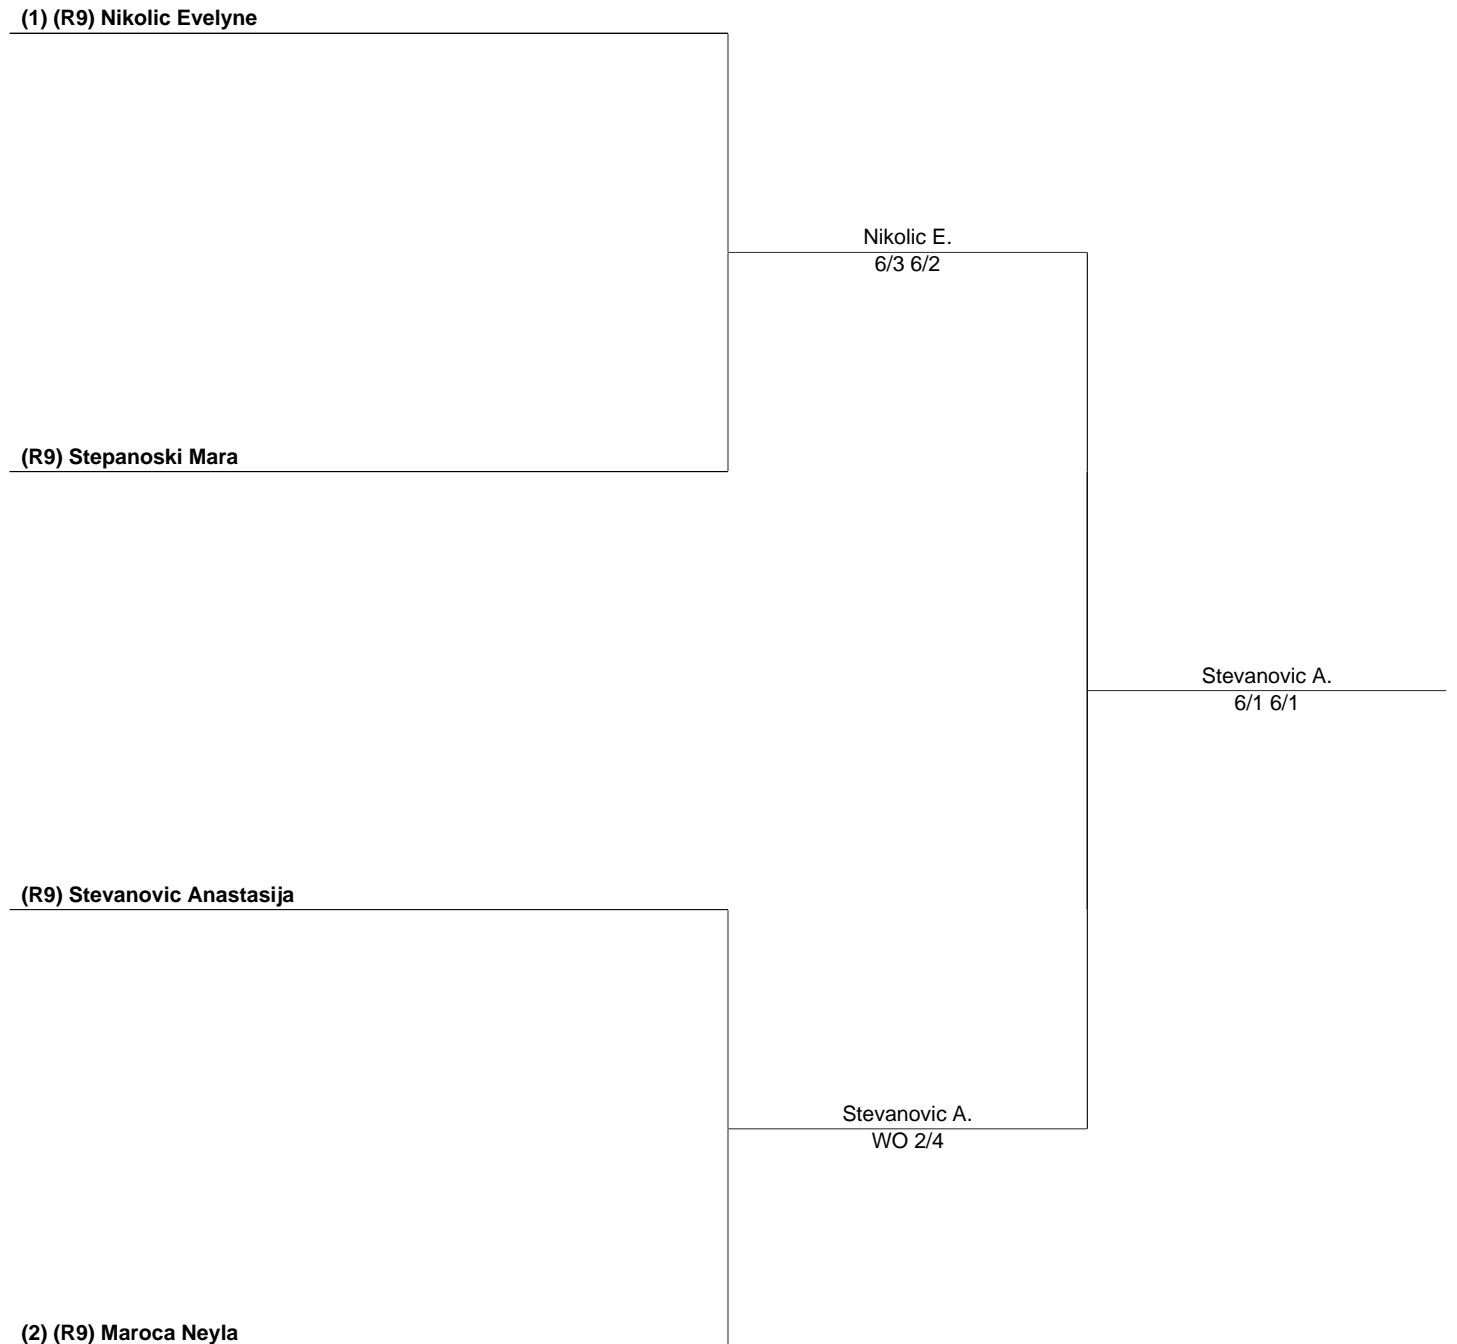 (1) (R9) Nikolic Evelyne
Nikolic E.
6/3 6/2
(R9) Stepanoski Mara
Stevanovic A.
6/1 6/1
(R9) Stevanovic Anastasija
Stevanovic A.
WO 2/4
(2) (R9) Maroca Neyla